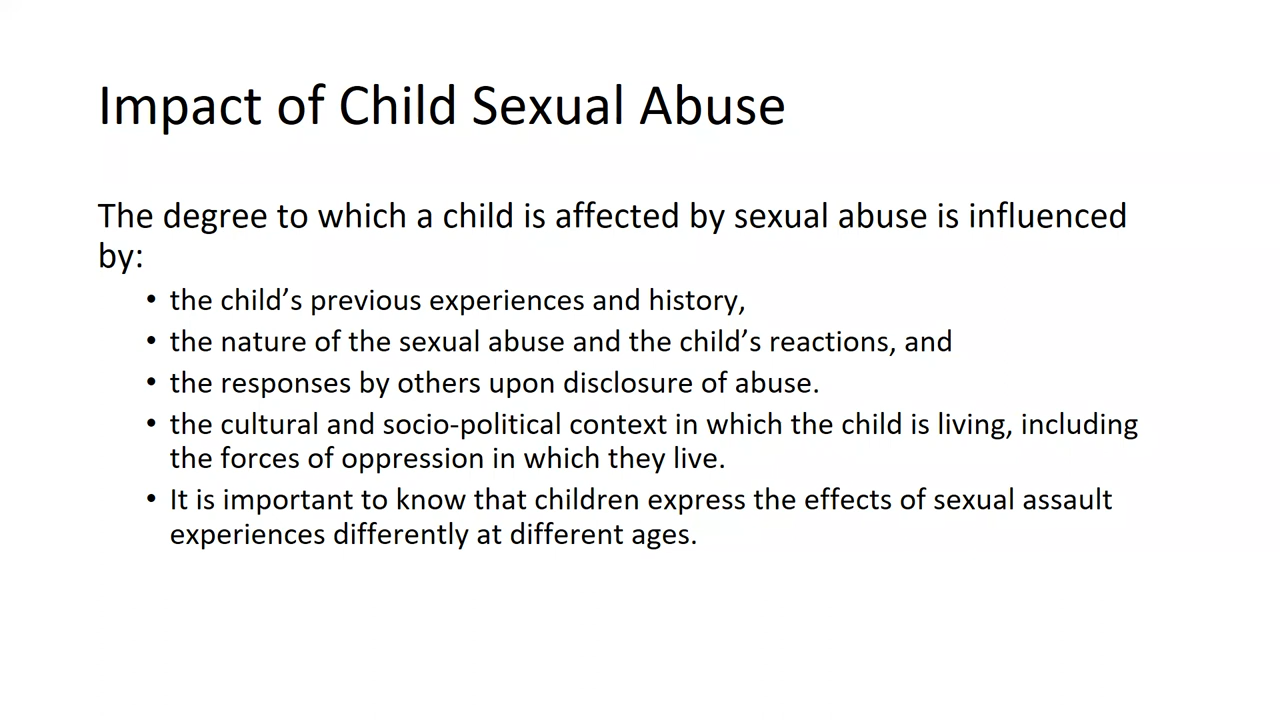 Impact of Child Sexual Abuse
The degree to which a child is affected by sexual abuse is influenced
by:
• the child’s previous experiences and history,
• the nature of the sexual abuse and the child’s reactions, and
• the responses by others upon disclosure of abuse.
• the cultural and socio-political context in which the child is living, including
the forces of oppression in which they live.
• It is important to know that children express the effects of sexual assault
experiences differently at different ages.